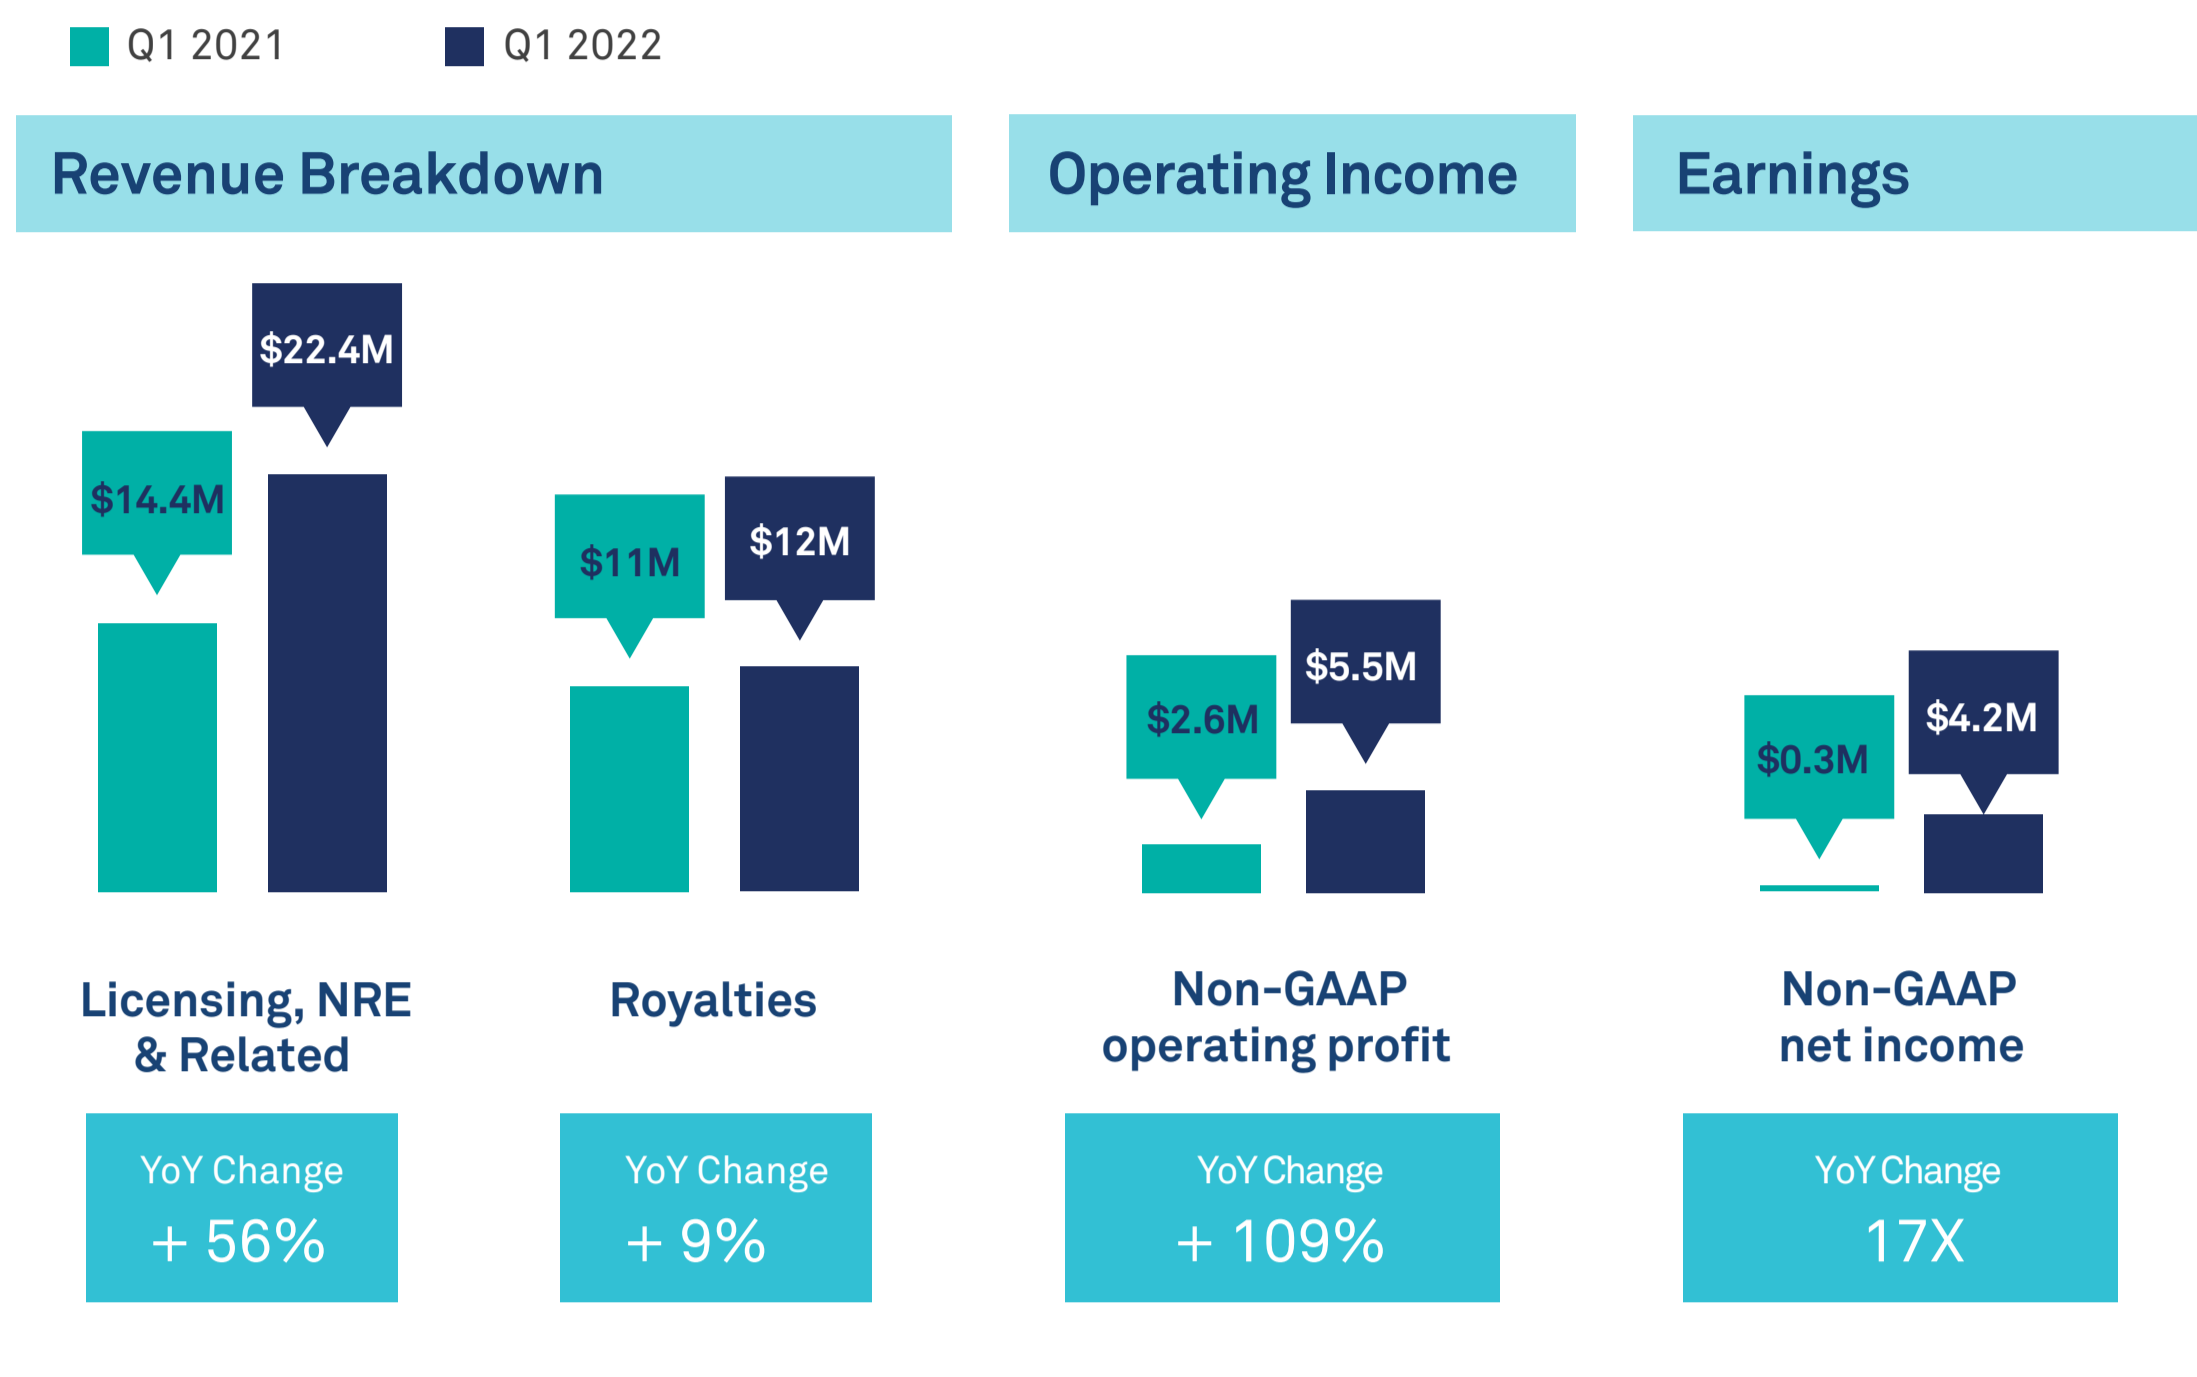 Q1 2021
Q1 2022
Revenue Breakdown
Operating Income
Earnings
$14.4M
$22.4M
$11M
$12M
$2.6M
$5.5M
$0.3M
$4.2M
Licensing, NRE
& Related
Royalties
Non-GAAP
operating profit
Non-GAAP
net income
YoY Change
+ 56%
YoY Change
+ 9%
YoY Change
+ 109%
YoY Change
17X